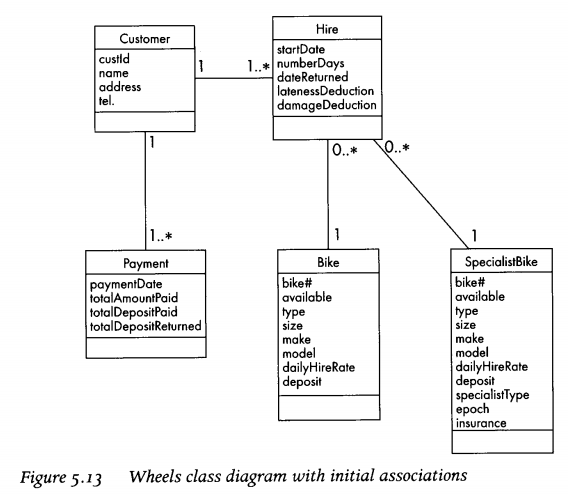 Customer
custId
name
address
tel.
1
1..*
Hire
startDate
numberDays
dateReturned
latenessDeduction
damageDeduction
1
1..*
0..*
0..*
1
1
Payment
paymentDate
totalAmountPaid
totalDepositPaid
totalDepositReturned
Bike
bike#
available
type
size
make
model
dailyHireRate
deposit
SpecialistBike
bike#
available
type
size
make
model
dailyHireRate
deposit
specialistType
epoch
insurance
Figure 5.13 Wheels class diagram with initial associations